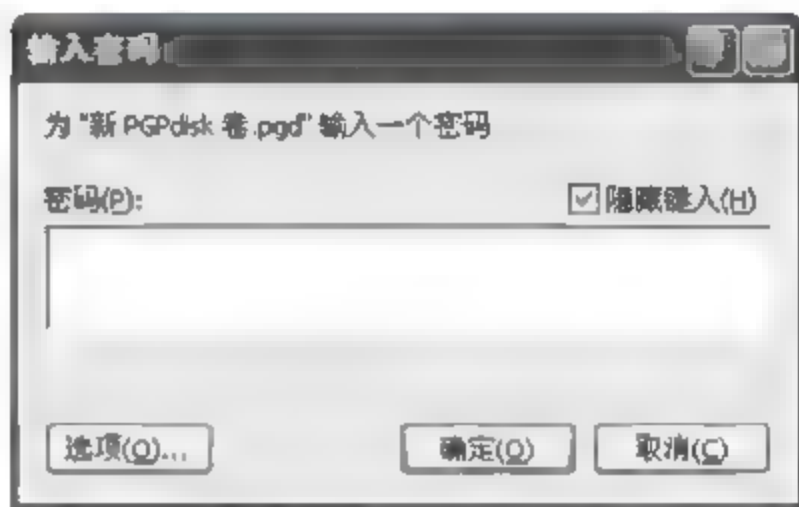 输入密码
为 "新 PGPdisk 卷.pgd" 输入一个密码
密码(P): 隐藏键入(H)
选项(O)... 确定(O) 取消(C)